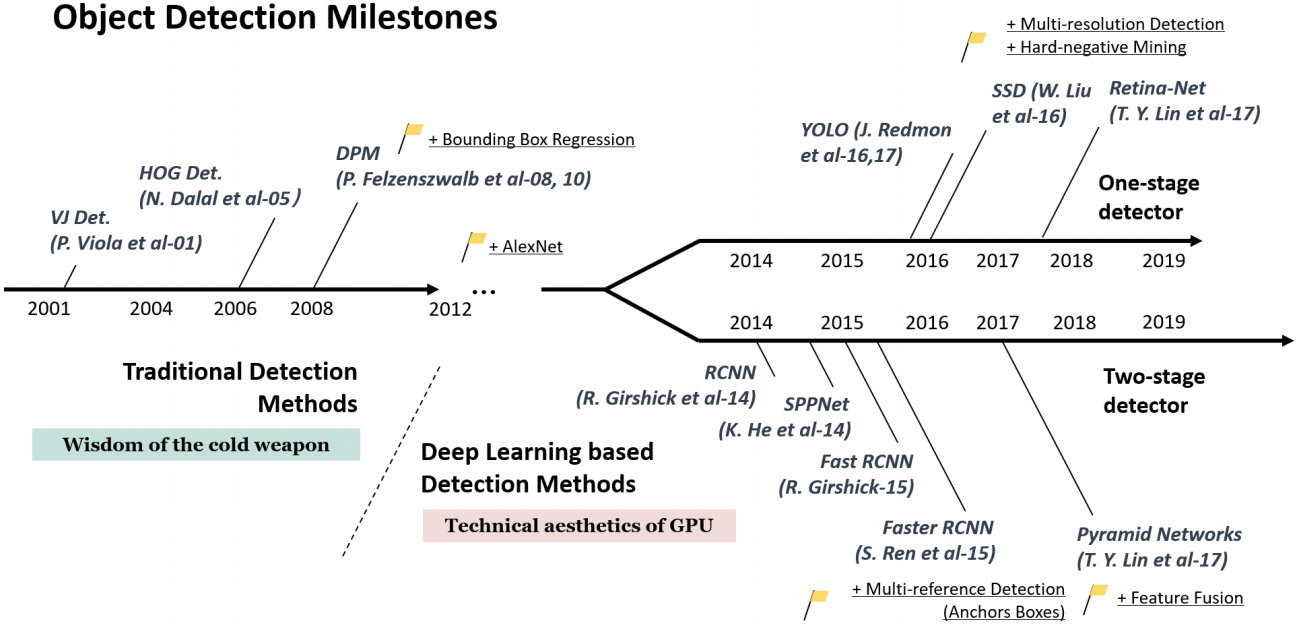 Object Detection Milestones
+ Multi-resolution Detection
+ Hard-negative Mining
SSD (W. Liu
et al-16)
Retina-Net
(T. Y. Lin et al-17)
YOLO (J. Redmon
et al-16,17)
+ Bounding Box Regression
DPM
(P. Felzenszwalb et al-08, 10)
HOG Det.
(N. Dalal et al-05)
VJ Det.
(P. Viola et al-01)
+ AlexNet
One-stage
detector
2014 2015 2016 2017 2018 2019
...
2001 2004 2006 2008 2012
2014 2015 2016 2017 2018 2019
Traditional Detection
Methods
Wisdom of the cold weapon
RCNN
(R. Girshick et al-14)
SPPNet
(K. He et al-14)
Two-stage
detector
Deep Learning based
Detection Methods
Technical aesthetics of GPU
Fast RCNN
(R. Girshick-15)
Faster RCNN
(S. Ren et al-15)
Pyramid Networks
(T. Y. Lin et al-17)
+ Multi-reference Detection
(Anchors Boxes)
+ Feature Fusion